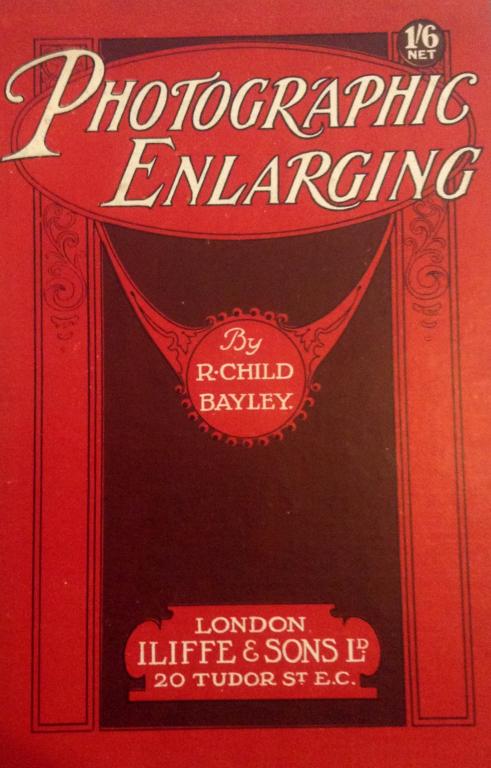 1/6
NET
PHOTOGRAPHIC
ENLARGING
By
R·CHILD
BAYLEY.
LONDON
ILIFFE & SONS LD.
20 TUDOR ST. E.C.